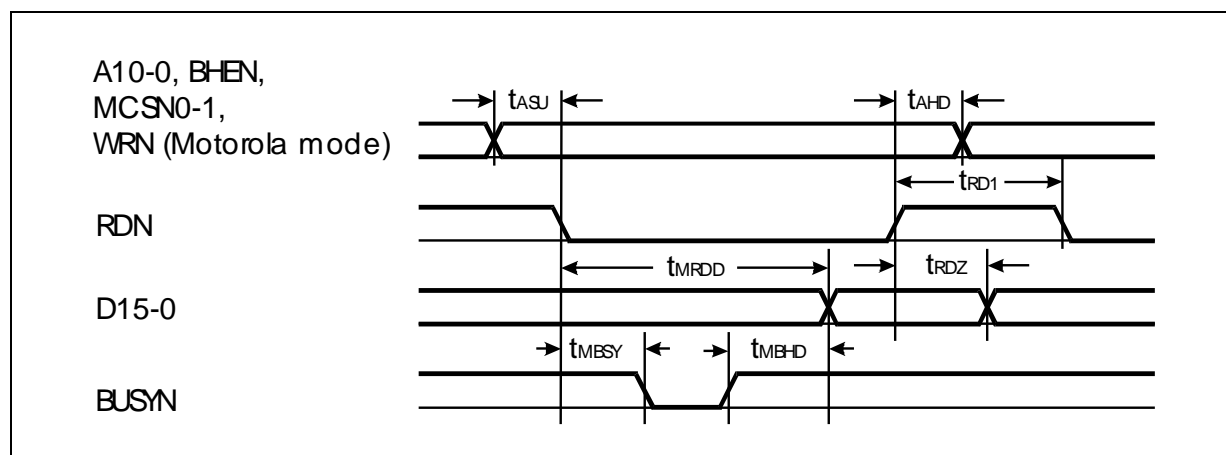 A10-0, BHEN,
MCSN0-1,
WRN (Motorola mode)
tASU
tAHD
tRD1
RDN
tMRDD
tRDZ
D15-0
tMBSY
tMBHD
BUSYN